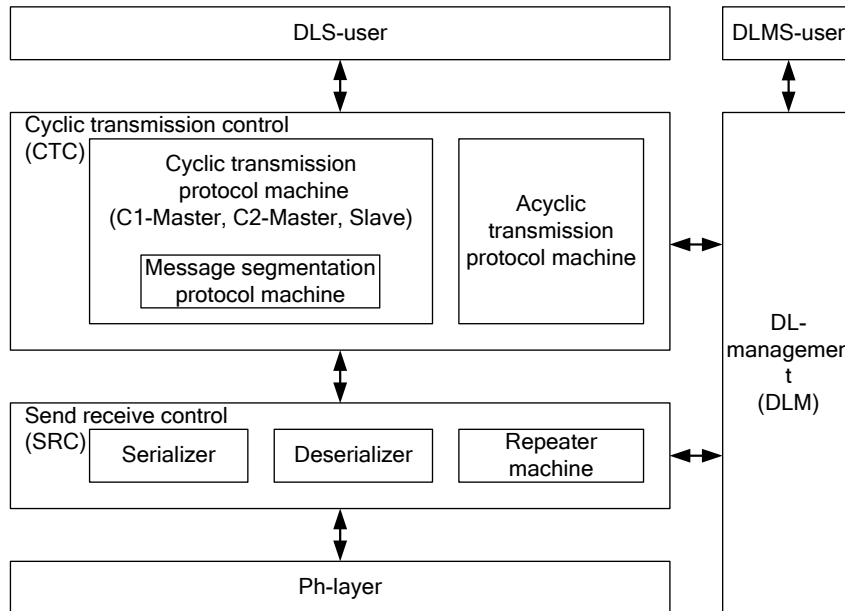 DLS-user
DLMS-user
Cyclic transmission control
(CTC)
Cyclic transmission
protocol machine
(C1-Master, C2-Master, Slave)
Message segmentation
protocol machine
Acyclic
transmission
protocol machine
DL-
managemen
t
(DLM)
Send receive control
(SRC)
Serializer
Deserializer
Repeater
machine
Ph-layer